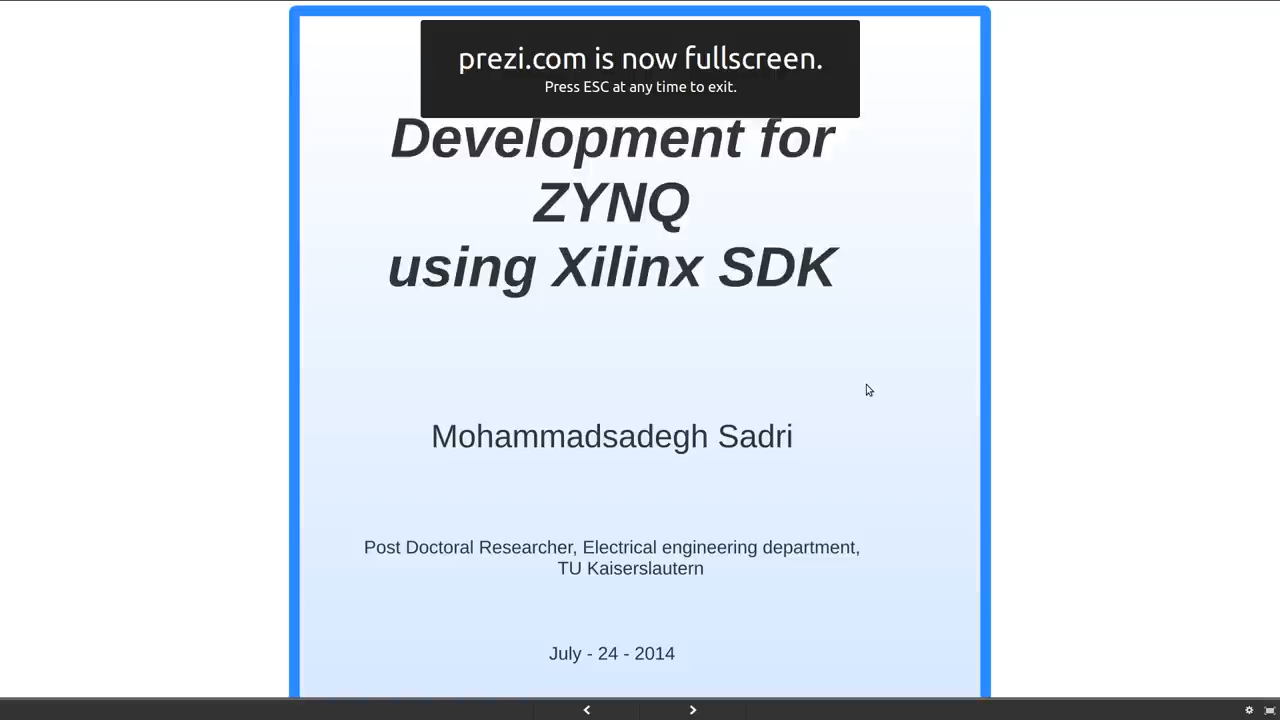 prezi.com is now fullscreen.
Press ESC at any time to exit.
Development for
ZYNQ
using Xilinx SDK
Mohammadsadegh Sadri
Post Doctoral Researcher, Electrical engineering department,
TU Kaiserslautern
July - 24 - 2014